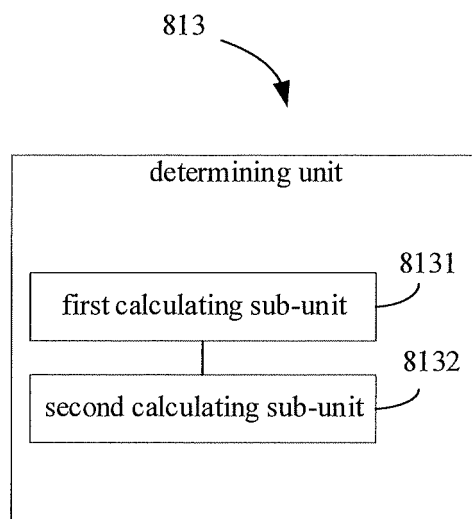 813
determining unit
8131
first calculating sub-unit
8132
second calculating sub-unit